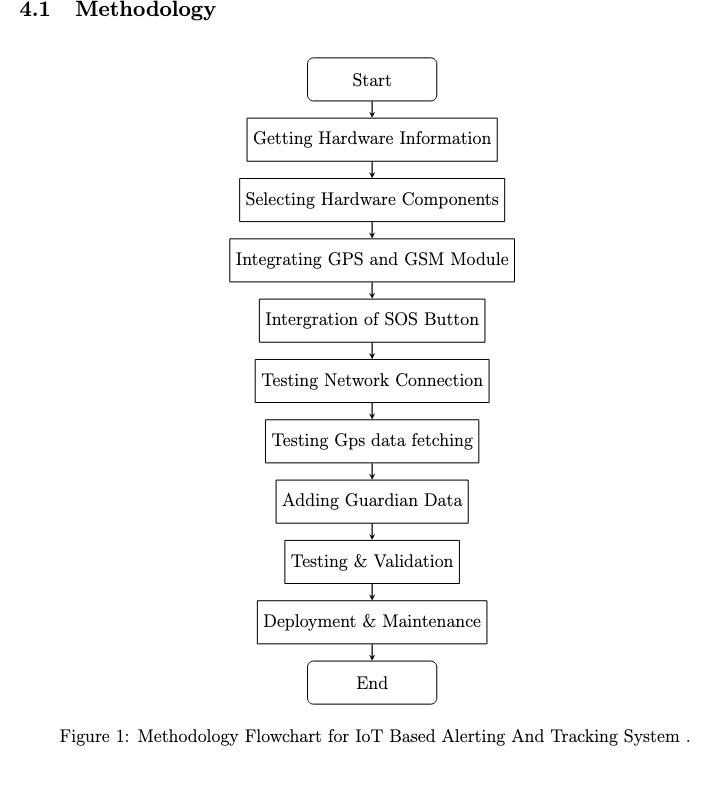 4.1 Methodology
Start
Getting Hardware Information
Selecting Hardware Components
Integrating GPS and GSM Module
Intergration of SOS Button
Testing Network Connection
Testing Gps data fetching
Adding Guardian Data
Testing & Validation
Deployment & Maintenance
End
Figure 1: Methodology Flowchart for IoT Based Alerting And Tracking System .